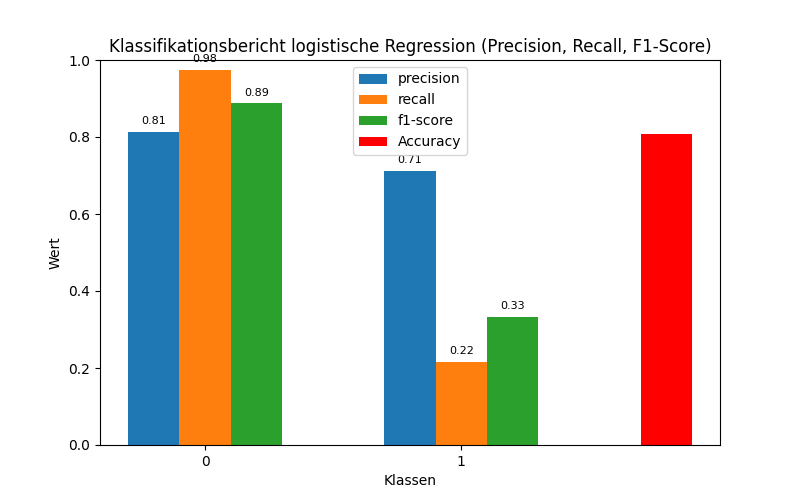 Klassifikationsbericht logistische Regression (Precision, Recall, F1-Score)
1.0
0.8
0.6
0.4
0.2
0.0
Wert
0.81
0.98
0.89
0.71
0.22
0.33
precision
recall
f1-score
Accuracy
0
1
Klassen